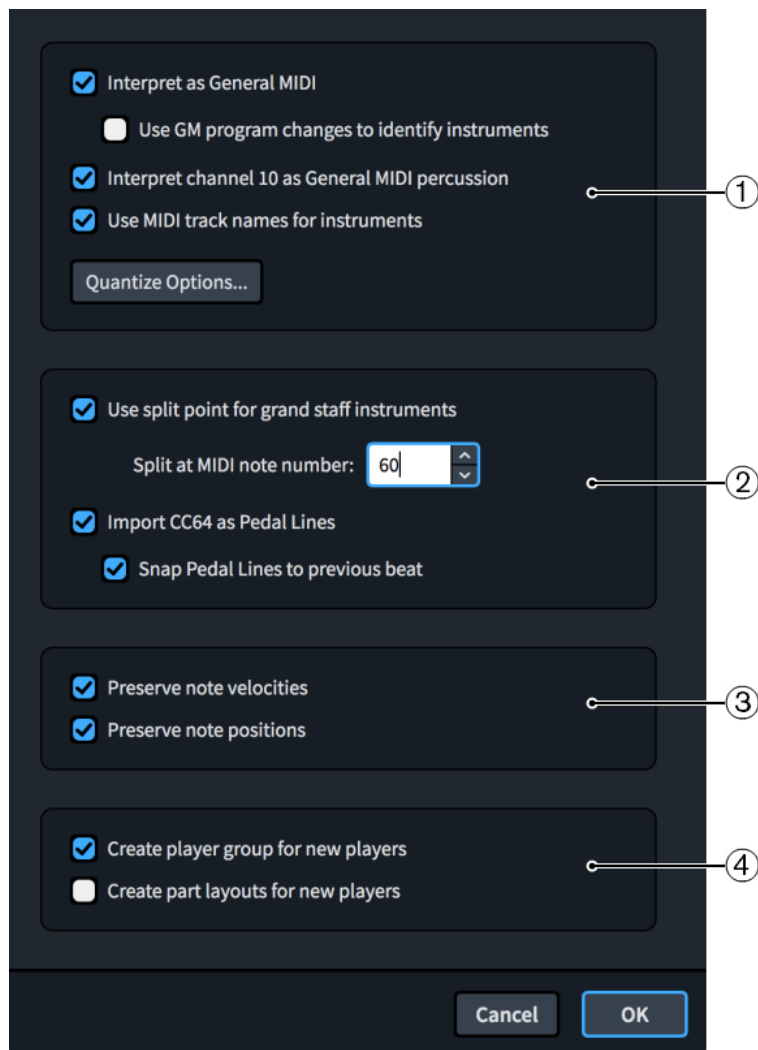 Interpret as General MIDI
Use GM program changes to identify instruments
Interpret channel 10 as General MIDI percussion
①
Use MIDI track names for instruments
Quantize Options...
Use split point for grand staff instruments
Split at MIDI note number: 60
②
Import CC64 as Pedal Lines
Snap Pedal Lines to previous beat
Preserve note velocities
③
Preserve note positions
Create player group for new players
④
Create part layouts for new players
Cancel OK